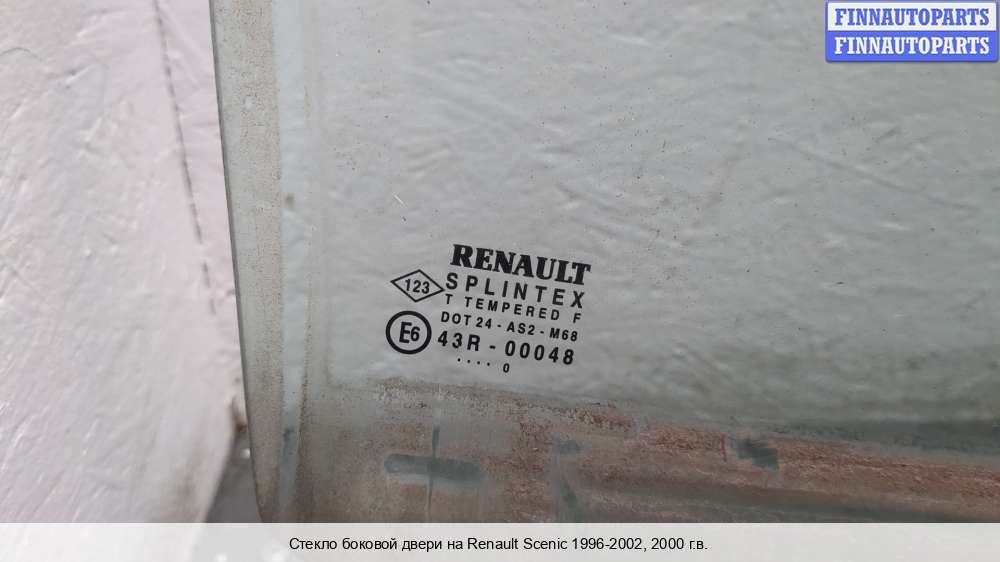 FINNAUTOPARTS
FINNAUTOPARTS
RENAULT
123 SPLINTEX
T TEMPERED F
DOT 24 - AS2 - M68
E6 43R - 00048
.... 0
Стекло боковой двери на Renault Scenic 1996-2002, 2000 г.в.